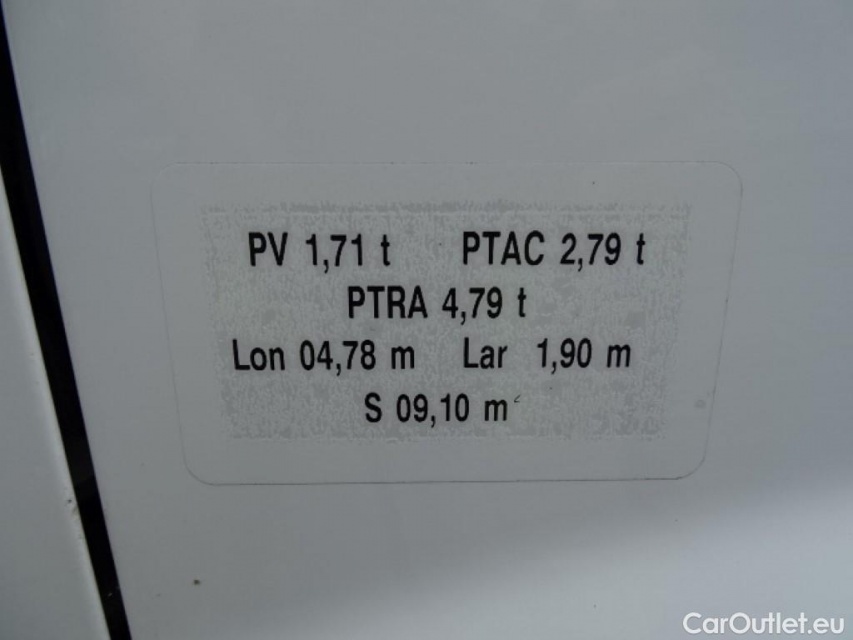 PV 1,71 t PTAC 2,79 t
PTRA 4,79 t
Lon 04,78 m Lar 1,90 m
S 09,10 m²
CarOutlet.eu